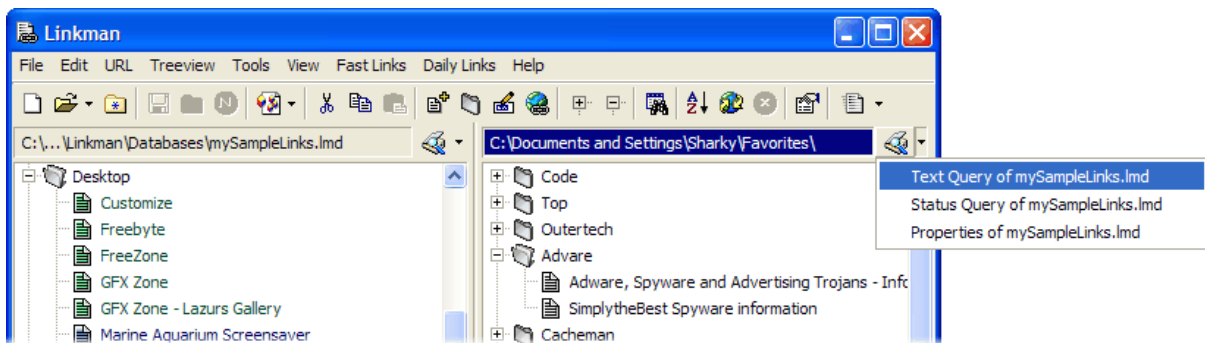 Linkman
File Edit URL Treeview Tools View Fast Links Daily Links Help
C:\...\Linkman\Databases\mySampleLinks.lmd
C:\Documents and Settings\Sharky\Favorites\
Desktop
Customize
Freebyte
FreeZone
GFX Zone
GFX Zone - Lazurs Gallery
Marine Aquarium Screensaver
Code
Top
Outertech
Advare
Adware, Spyware and Advertising Trojans - Info
SimplytheBest Spyware information
Cacheman
Text Query of mySampleLinks.lmd
Status Query of mySampleLinks.lmd
Properties of mySampleLinks.lmd